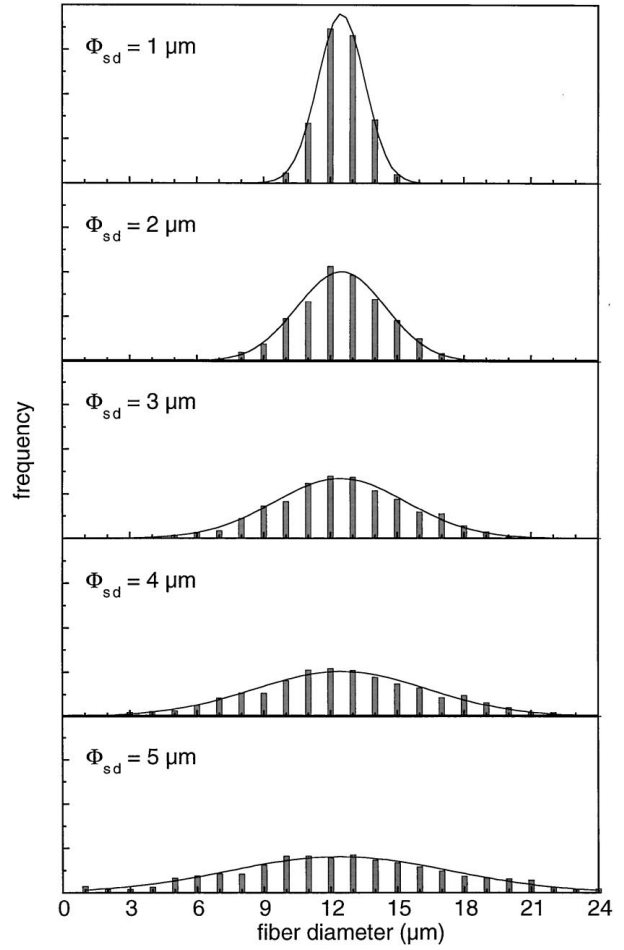 Φsd = 1 µm
Φsd = 2 µm
Φsd = 3 µm
Φsd = 4 µm
Φsd = 5 µm
frequency
0 3 6 9 12 15 18 21 24
fiber diameter (µm)